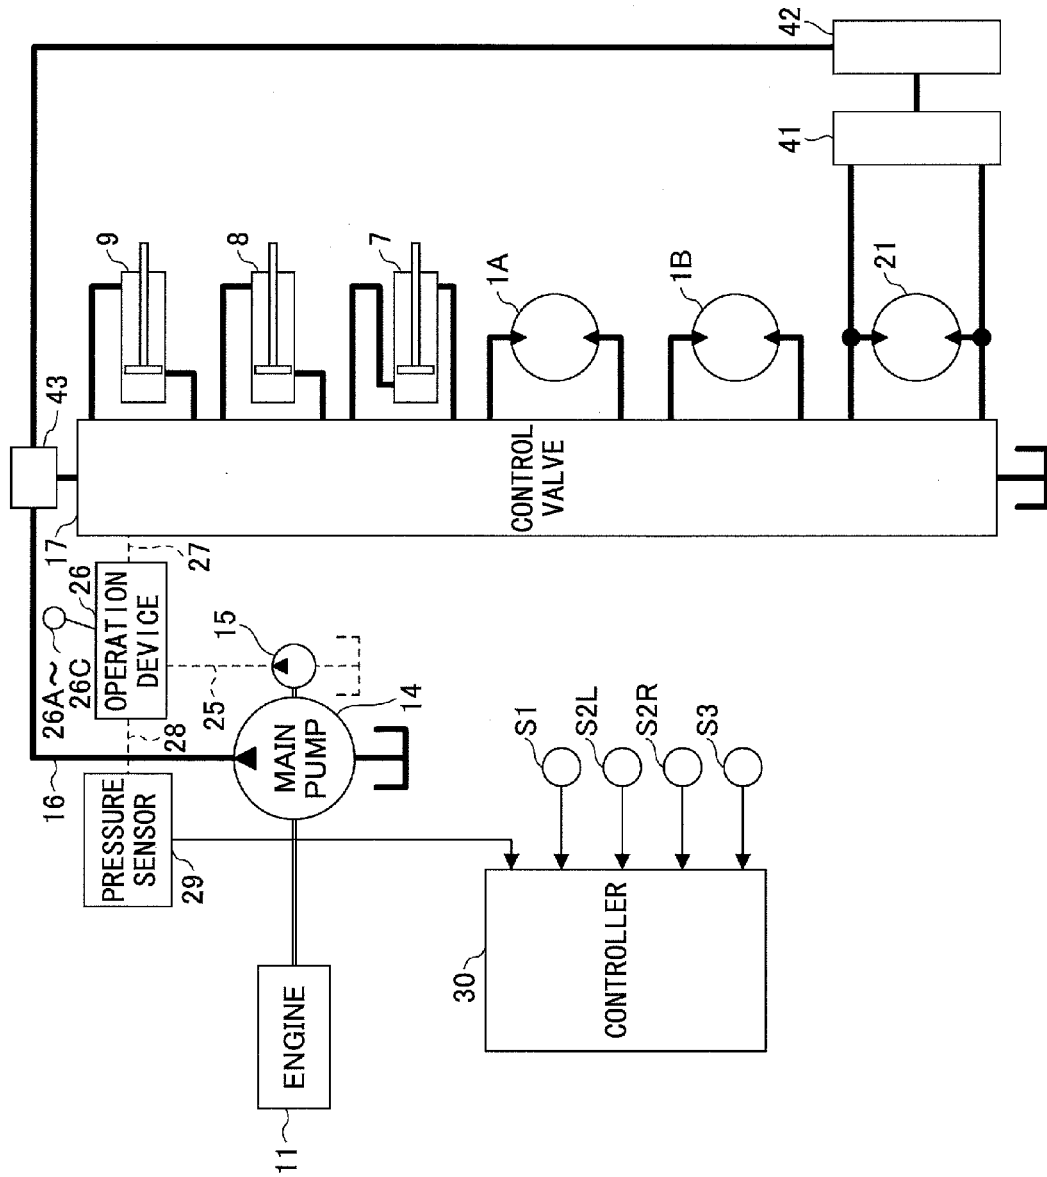 11
ENGINE
30
CONTROLLER
PRESSURE
SENSOR
29
16
28
MAIN
PUMP
14
S1
S2L
S2R
S3
26A～
26C
26
OPERATION
DEVICE
25
15
17
27
CONTROL
VALVE
43
9
8
7
1A
1B
21
41
42